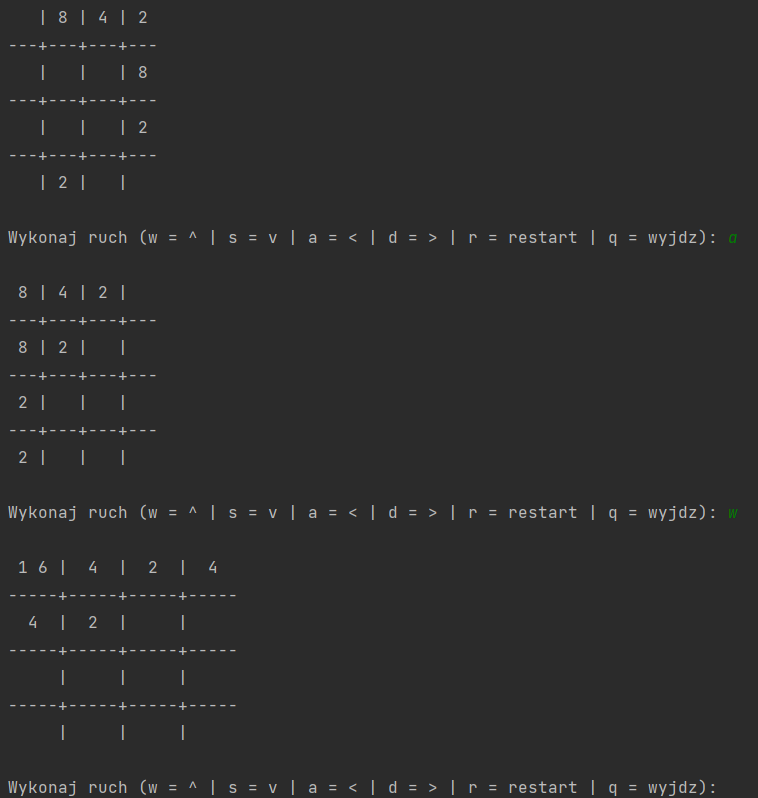 | 8 | 4 | 2
---+---+---+---
   |   |   | 8
---+---+---+---
   |   |   | 2
---+---+---+---
   | 2 |   |
Wykonaj ruch (w = ^ | s = v | a = < | d = > | r = restart | q = wyjdz): a
 8 | 4 | 2 |
---+---+---+---
 8 | 2 |   |
---+---+---+---
 2 |   |   |
---+---+---+---
 2 |   |   |
Wykonaj ruch (w = ^ | s = v | a = < | d = > | r = restart | q = wyjdz): w
 1 6 |  4  |  2  |  4
-----+-----+-----+-----
  4  |  2  |     |
-----+-----+-----+-----
     |     |     |
-----+-----+-----+-----
     |     |     |
Wykonaj ruch (w = ^ | s = v | a = < | d = > | r = restart | q = wyjdz):